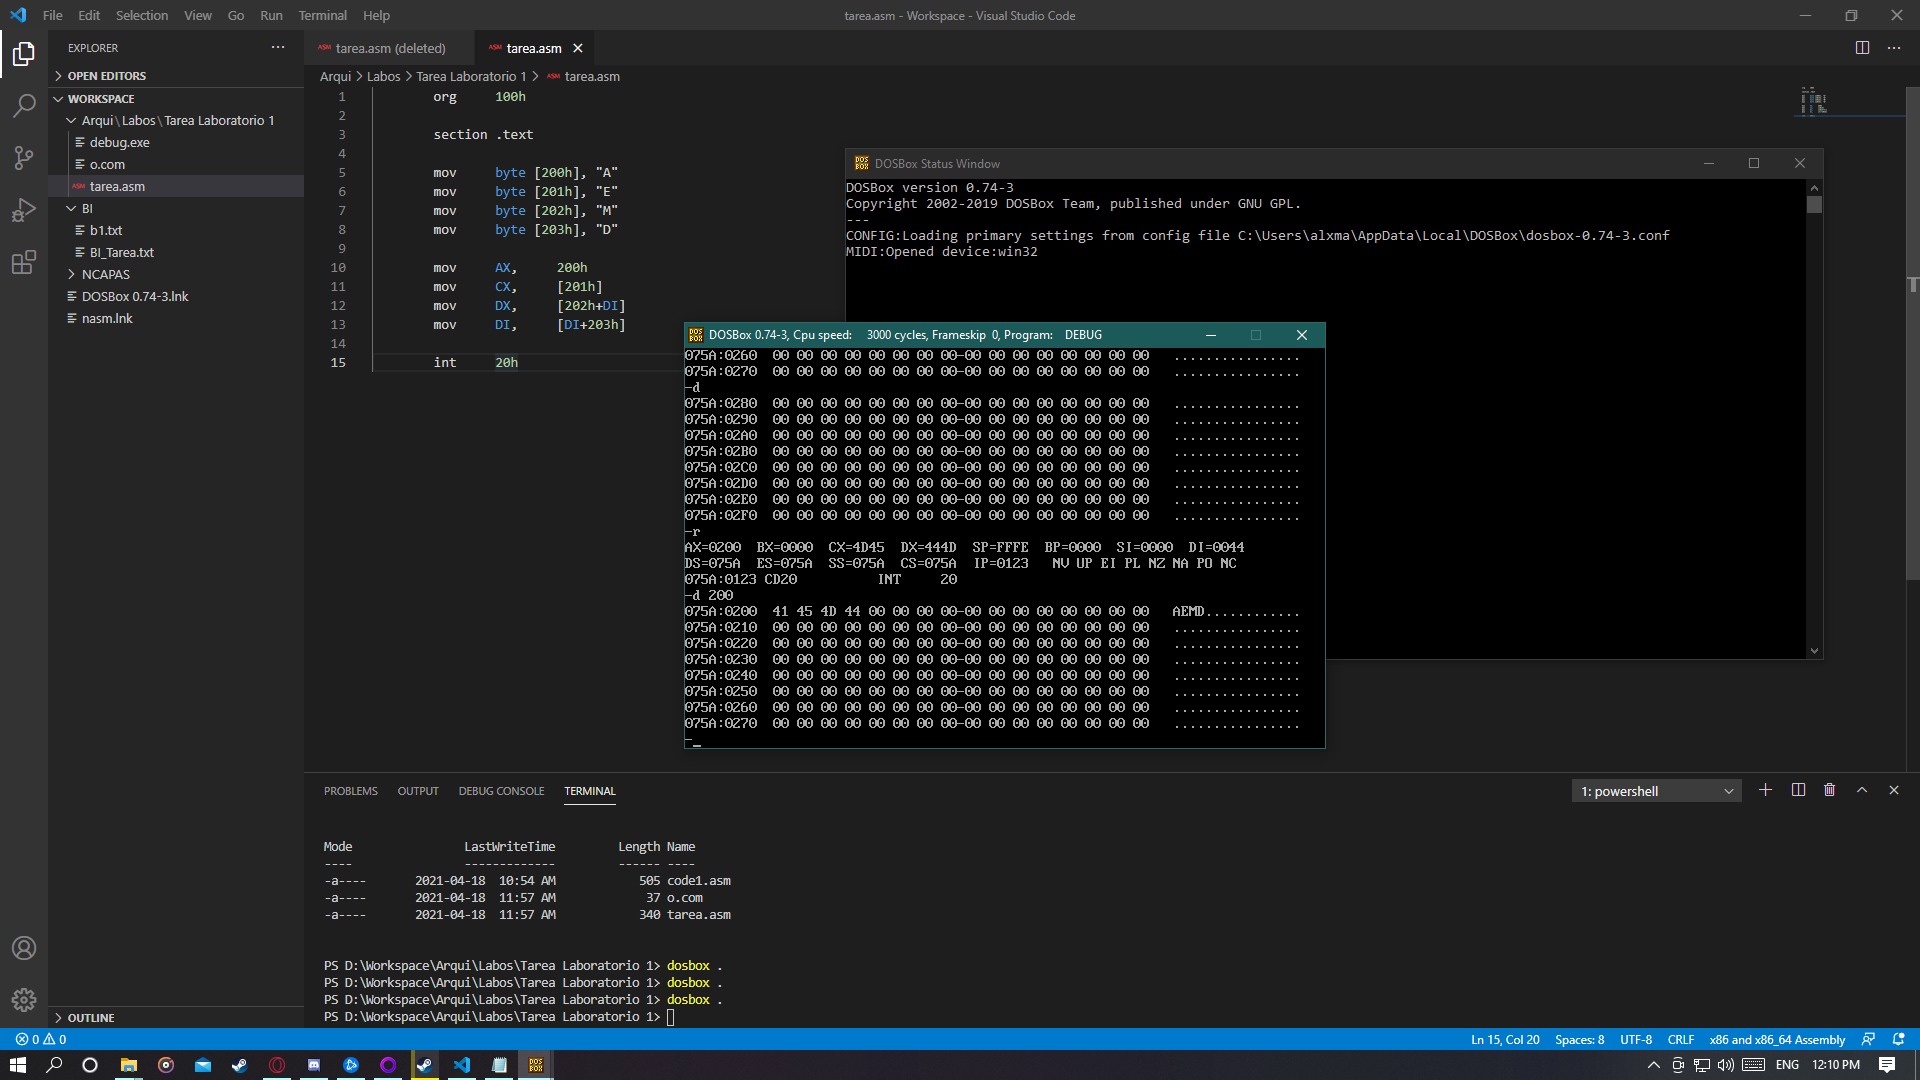 File Edit Selection View Go Run Terminal Help
tarea.asm - Workspace - Visual Studio Code
EXPLORER
OPEN EDITORS
WORKSPACE
Arqui\Labos\Tarea Laboratorio 1
debug.exe
o.com
ASM tarea.asm
BI
b1.txt
BI_Tarea.txt
NCAPAS
DOSBox 0.74-3.lnk
nasm.lnk
OUTLINE
ASM tarea.asm (deleted)
ASM tarea.asm
Arqui > Labos > Tarea Laboratorio 1 > ASM tarea.asm
1 org 100h
2
3 section .text
4
5 mov byte [200h], "A"
6 mov byte [201h], "E"
7 mov byte [202h], "M"
8 mov byte [203h], "D"
9
10 mov AX, 200h
11 mov CX, [201h]
12 mov DX, [202h+DI]
13 mov DI, [DI+203h]
14
15 int 20h
DOSBox Status Window
DOSBox version 0.74-3
Copyright 2002-2019 DOSBox Team, published under GNU GPL.
---
CONFIG:Loading primary settings from config file C:\Users\alxma\AppData\Local\DOSBox\dosbox-0.74-3.conf
MIDI:Opened device:win32
DOSBox 0.74-3, Cpu speed: 3000 cycles, Frameskip 0, Program: DEBUG
075A:0260 00 00 00 00 00 00 00 00-00 00 00 00 00 00 00 00 ................
075A:0270 00 00 00 00 00 00 00 00-00 00 00 00 00 00 00 00 ................
-d
075A:0280 00 00 00 00 00 00 00 00-00 00 00 00 00 00 00 00 ................
075A:0290 00 00 00 00 00 00 00 00-00 00 00 00 00 00 00 00 ................
075A:02A0 00 00 00 00 00 00 00 00-00 00 00 00 00 00 00 00 ................
075A:02B0 00 00 00 00 00 00 00 00-00 00 00 00 00 00 00 00 ................
075A:02C0 00 00 00 00 00 00 00 00-00 00 00 00 00 00 00 00 ................
075A:02D0 00 00 00 00 00 00 00 00-00 00 00 00 00 00 00 00 ................
075A:02E0 00 00 00 00 00 00 00 00-00 00 00 00 00 00 00 00 ................
075A:02F0 00 00 00 00 00 00 00 00-00 00 00 00 00 00 00 00 ................
-r
AX=0200 BX=0000 CX=4D45 DX=444D SP=FFFE BP=0000 SI=0000 DI=0044
DS=075A ES=075A SS=075A CS=075A IP=0123 NV UP EI PL NZ NA PO NC
075A:0123 CD20 INT 20
-d 200
075A:0200 41 45 4D 44 00 00 00 00-00 00 00 00 00 00 00 00 AEMD............
075A:0210 00 00 00 00 00 00 00 00-00 00 00 00 00 00 00 00 ................
075A:0220 00 00 00 00 00 00 00 00-00 00 00 00 00 00 00 00 ................
075A:0230 00 00 00 00 00 00 00 00-00 00 00 00 00 00 00 00 ................
075A:0240 00 00 00 00 00 00 00 00-00 00 00 00 00 00 00 00 ................
075A:0250 00 00 00 00 00 00 00 00-00 00 00 00 00 00 00 00 ................
075A:0260 00 00 00 00 00 00 00 00-00 00 00 00 00 00 00 00 ................
075A:0270 00 00 00 00 00 00 00 00-00 00 00 00 00 00 00 00 ................
-_
PROBLEMS OUTPUT DEBUG CONSOLE TERMINAL
1: powershell
Mode LastWriteTime Length Name
---- ------------- ------ ----
-a---- 2021-04-18 10:54 AM 505 code1.asm
-a---- 2021-04-18 11:57 AM 37 o.com
-a---- 2021-04-18 11:57 AM 340 tarea.asm
PS D:\Workspace\Arqui\Labos\Tarea Laboratorio 1> dosbox .
PS D:\Workspace\Arqui\Labos\Tarea Laboratorio 1> dosbox .
PS D:\Workspace\Arqui\Labos\Tarea Laboratorio 1> dosbox .
PS D:\Workspace\Arqui\Labos\Tarea Laboratorio 1>
0 0
Ln 15, Col 20 Spaces: 8 UTF-8 CRLF x86 and x86_64 Assembly
ENG 12:10 PM